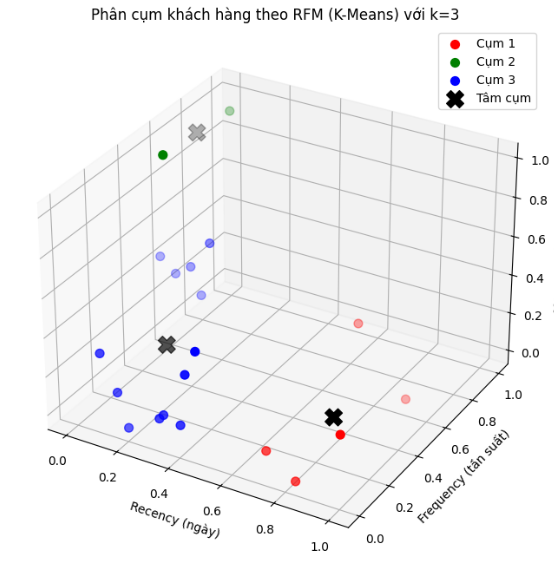 Phân cụm khách hàng theo RFM (K-Means) với k=3
Cụm 1
Cụm 2
Cụm 3
Tâm cụm
1.0
0.8
0.6
0.4
0.2
0.0
0.0
0.2
0.4
0.6
0.8
1.0
Recency (ngày)
0.0
0.2
0.4
0.6
0.8
1.0
Frequency (tần suất)